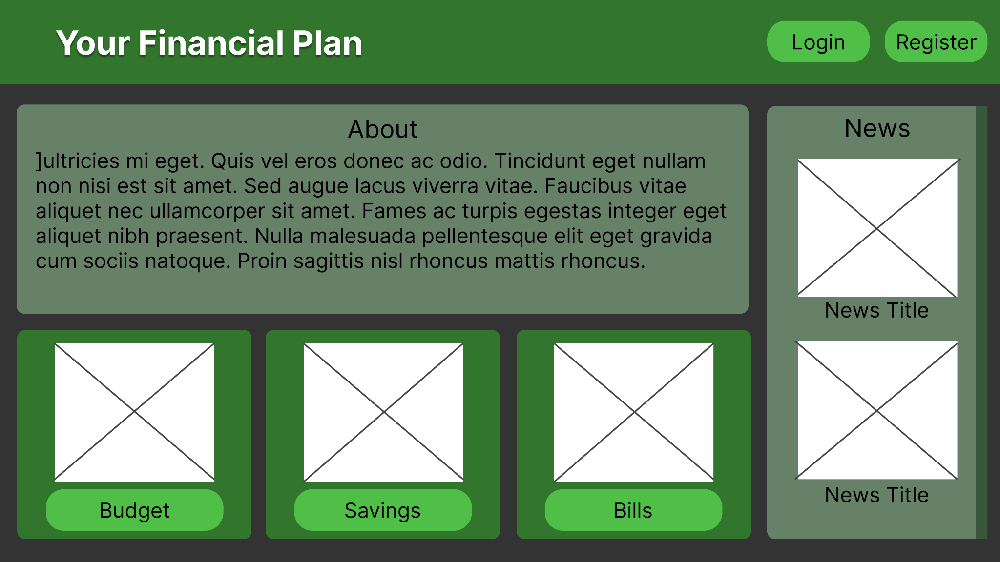 Your Financial Plan
Login
Register
About
]ultricies mi eget. Quis vel eros donec ac odio. Tincidunt eget nullam
non nisi est sit amet. Sed augue lacus viverra vitae. Faucibus vitae
aliquet nec ullamcorper sit amet. Fames ac turpis egestas integer eget
aliquet nibh praesent. Nulla malesuada pellentesque elit eget gravida
cum sociis natoque. Proin sagittis nisl rhoncus mattis rhoncus.
News
News Title
News Title
Budget
Savings
Bills